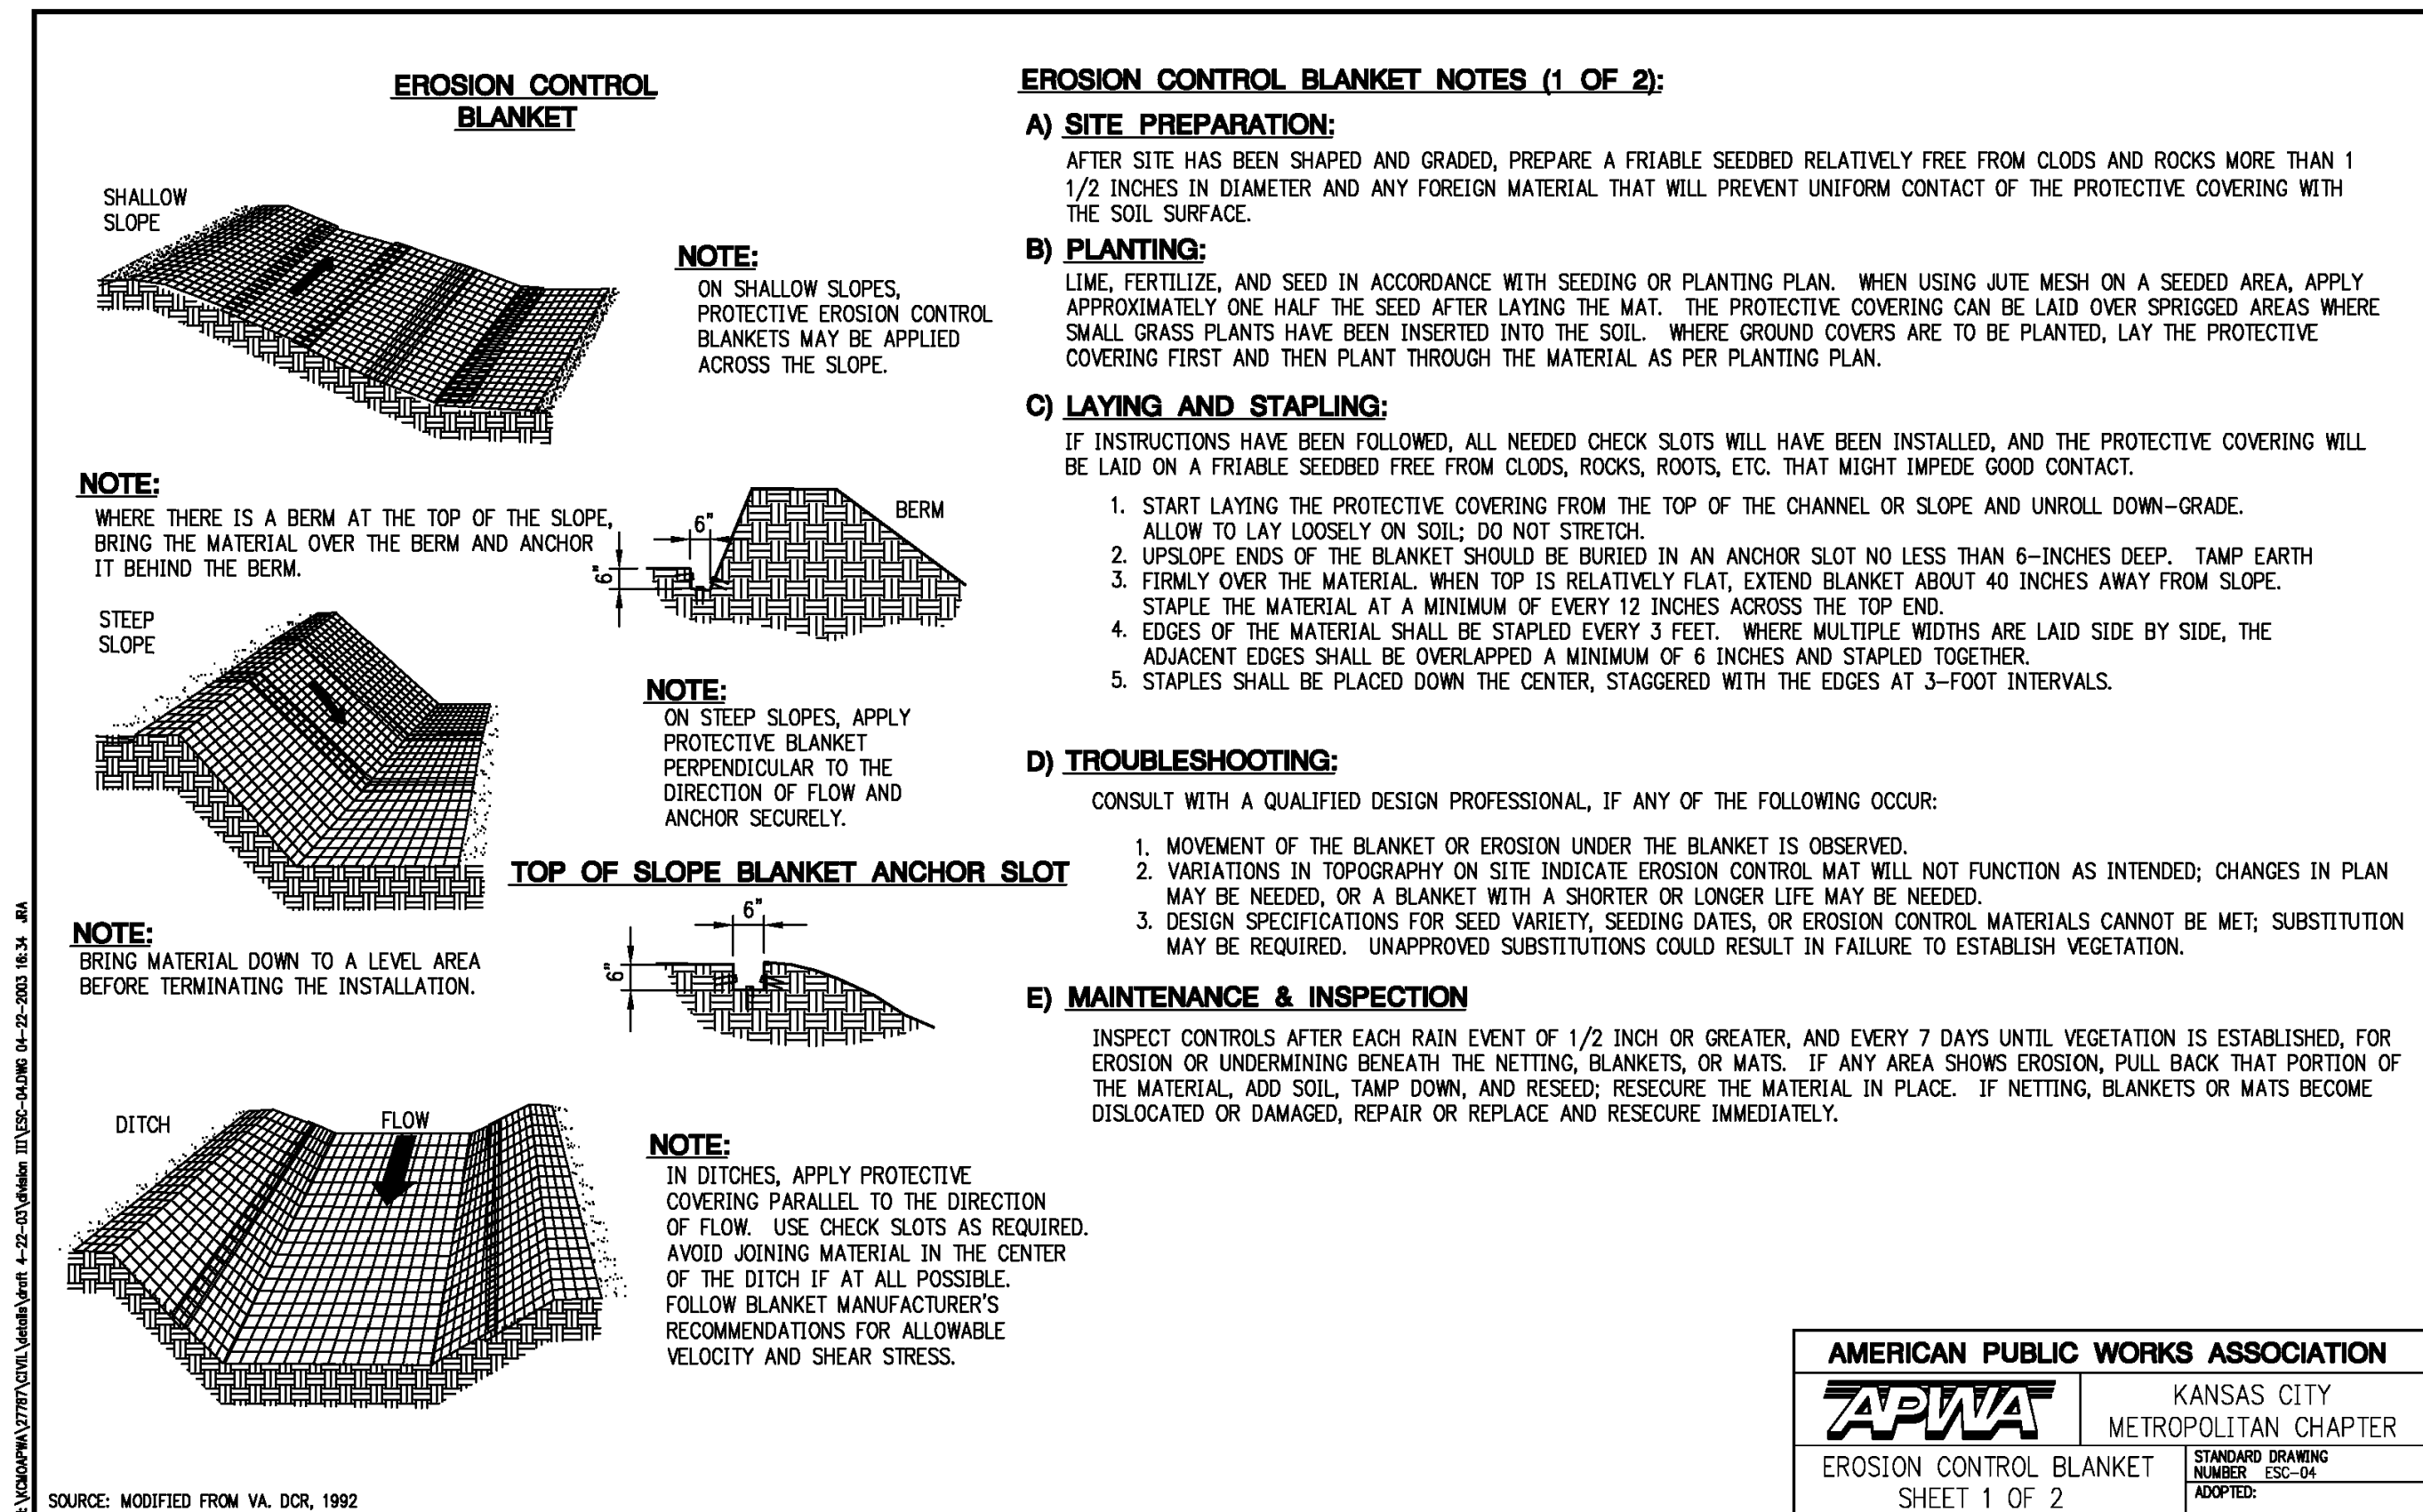 EROSION CONTROL
BLANKET
SHALLOW
SLOPE
NOTE:
ON SHALLOW SLOPES,
PROTECTIVE EROSION CONTROL
BLANKETS MAY BE APPLIED
ACROSS THE SLOPE.
NOTE:
WHERE THERE IS A BERM AT THE TOP OF THE SLOPE,
BRING THE MATERIAL OVER THE BERM AND ANCHOR
IT BEHIND THE BERM.
6"
6"
BERM
STEEP
SLOPE
NOTE:
ON STEEP SLOPES, APPLY
PROTECTIVE BLANKET
PERPENDICULAR TO THE
DIRECTION OF FLOW AND
ANCHOR SECURELY.
TOP OF SLOPE BLANKET ANCHOR SLOT
6"
6"
NOTE:
BRING MATERIAL DOWN TO A LEVEL AREA
BEFORE TERMINATING THE INSTALLATION.
DITCH
FLOW
NOTE:
IN DITCHES, APPLY PROTECTIVE
COVERING PARALLEL TO THE DIRECTION
OF FLOW. USE CHECK SLOTS AS REQUIRED.
AVOID JOINING MATERIAL IN THE CENTER
OF THE DITCH IF AT ALL POSSIBLE.
FOLLOW BLANKET MANUFACTURER'S
RECOMMENDATIONS FOR ALLOWABLE
VELOCITY AND SHEAR STRESS.
SOURCE: MODIFIED FROM VA. DCR, 1992
\KCMOAPWA\27787\CIVIL\details\draft 4-22-03\division III\ESC-04.DWG 04-22-2003 16:34 JRA
EROSION CONTROL BLANKET NOTES (1 OF 2):
A) SITE PREPARATION:
AFTER SITE HAS BEEN SHAPED AND GRADED, PREPARE A FRIABLE SEEDBED RELATIVELY FREE FROM CLODS AND ROCKS MORE THAN 1
1/2 INCHES IN DIAMETER AND ANY FOREIGN MATERIAL THAT WILL PREVENT UNIFORM CONTACT OF THE PROTECTIVE COVERING WITH
THE SOIL SURFACE.
B) PLANTING:
LIME, FERTILIZE, AND SEED IN ACCORDANCE WITH SEEDING OR PLANTING PLAN. WHEN USING JUTE MESH ON A SEEDED AREA, APPLY
APPROXIMATELY ONE HALF THE SEED AFTER LAYING THE MAT. THE PROTECTIVE COVERING CAN BE LAID OVER SPRIGGED AREAS WHERE
SMALL GRASS PLANTS HAVE BEEN INSERTED INTO THE SOIL. WHERE GROUND COVERS ARE TO BE PLANTED, LAY THE PROTECTIVE
COVERING FIRST AND THEN PLANT THROUGH THE MATERIAL AS PER PLANTING PLAN.
C) LAYING AND STAPLING:
IF INSTRUCTIONS HAVE BEEN FOLLOWED, ALL NEEDED CHECK SLOTS WILL HAVE BEEN INSTALLED, AND THE PROTECTIVE COVERING WILL
BE LAID ON A FRIABLE SEEDBED FREE FROM CLODS, ROCKS, ROOTS, ETC. THAT MIGHT IMPEDE GOOD CONTACT.
1. START LAYING THE PROTECTIVE COVERING FROM THE TOP OF THE CHANNEL OR SLOPE AND UNROLL DOWN-GRADE.
ALLOW TO LAY LOOSELY ON SOIL; DO NOT STRETCH.
2. UPSLOPE ENDS OF THE BLANKET SHOULD BE BURIED IN AN ANCHOR SLOT NO LESS THAN 6-INCHES DEEP. TAMP EARTH
3. FIRMLY OVER THE MATERIAL. WHEN TOP IS RELATIVELY FLAT, EXTEND BLANKET ABOUT 40 INCHES AWAY FROM SLOPE.
STAPLE THE MATERIAL AT A MINIMUM OF EVERY 12 INCHES ACROSS THE TOP END.
4. EDGES OF THE MATERIAL SHALL BE STAPLED EVERY 3 FEET. WHERE MULTIPLE WIDTHS ARE LAID SIDE BY SIDE, THE
ADJACENT EDGES SHALL BE OVERLAPPED A MINIMUM OF 6 INCHES AND STAPLED TOGETHER.
5. STAPLES SHALL BE PLACED DOWN THE CENTER, STAGGERED WITH THE EDGES AT 3-FOOT INTERVALS.
D) TROUBLESHOOTING:
CONSULT WITH A QUALIFIED DESIGN PROFESSIONAL, IF ANY OF THE FOLLOWING OCCUR:
1. MOVEMENT OF THE BLANKET OR EROSION UNDER THE BLANKET IS OBSERVED.
2. VARIATIONS IN TOPOGRAPHY ON SITE INDICATE EROSION CONTROL MAT WILL NOT FUNCTION AS INTENDED; CHANGES IN PLAN
MAY BE NEEDED, OR A BLANKET WITH A SHORTER OR LONGER LIFE MAY BE NEEDED.
3. DESIGN SPECIFICATIONS FOR SEED VARIETY, SEEDING DATES, OR EROSION CONTROL MATERIALS CANNOT BE MET; SUBSTITUTION
MAY BE REQUIRED. UNAPPROVED SUBSTITUTIONS COULD RESULT IN FAILURE TO ESTABLISH VEGETATION.
E) MAINTENANCE & INSPECTION
INSPECT CONTROLS AFTER EACH RAIN EVENT OF 1/2 INCH OR GREATER, AND EVERY 7 DAYS UNTIL VEGETATION IS ESTABLISHED, FOR
EROSION OR UNDERMINING BENEATH THE NETTING, BLANKETS, OR MATS. IF ANY AREA SHOWS EROSION, PULL BACK THAT PORTION OF
THE MATERIAL, ADD SOIL, TAMP DOWN, AND RESEED; RESECURE THE MATERIAL IN PLACE. IF NETTING, BLANKETS OR MATS BECOME
DISLOCATED OR DAMAGED, REPAIR OR REPLACE AND RESECURE IMMEDIATELY.
AMERICAN PUBLIC WORKS ASSOCIATION
APWA
KANSAS CITY
METROPOLITAN CHAPTER
EROSION CONTROL BLANKET
SHEET 1 OF 2
STANDARD DRAWING
NUMBER ESC-04
ADOPTED: